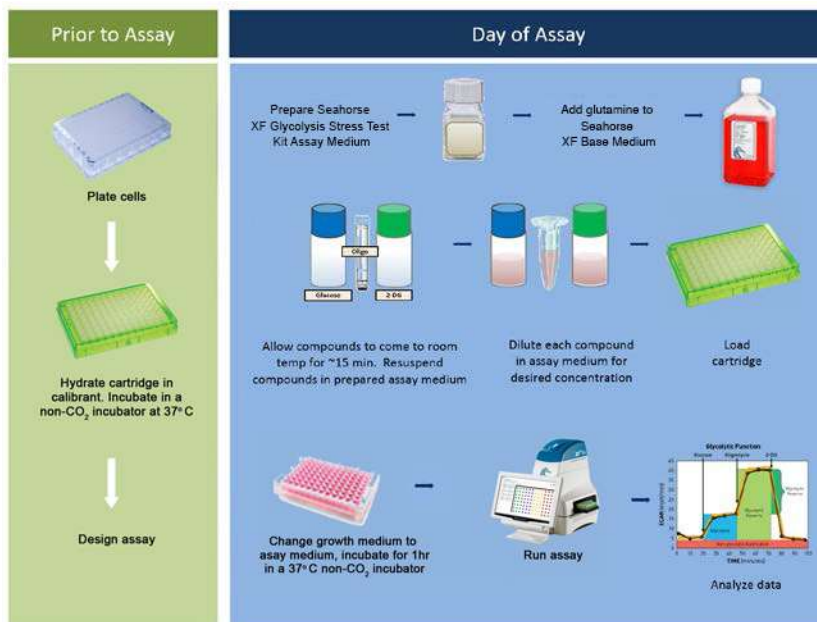 Prior to Assay
Plate cells
Hydrate cartridge in
calibrant. Incubate in a
non-CO2 incubator at 37° C
Design assay
Day of Assay
Prepare Seahorse
XF Glycolysis Stress Test
Kit Assay Medium
Add glutamine to
Seahorse
XF Base Medium
Oligo
Glucose
2-DG
Allow compounds to come to room
temp for ~15 min. Resuspend
compounds in prepared assay medium
Dilute each compound
in assay medium for
desired concentration
Load
cartridge
Change growth medium to
asay medium, incubate for 1hr
in a 37° C non-CO2 incubator
Run assay
Glycolytic Function
Glucose
Oligomycin
2-DG
TIME (minutes)
Analyze data